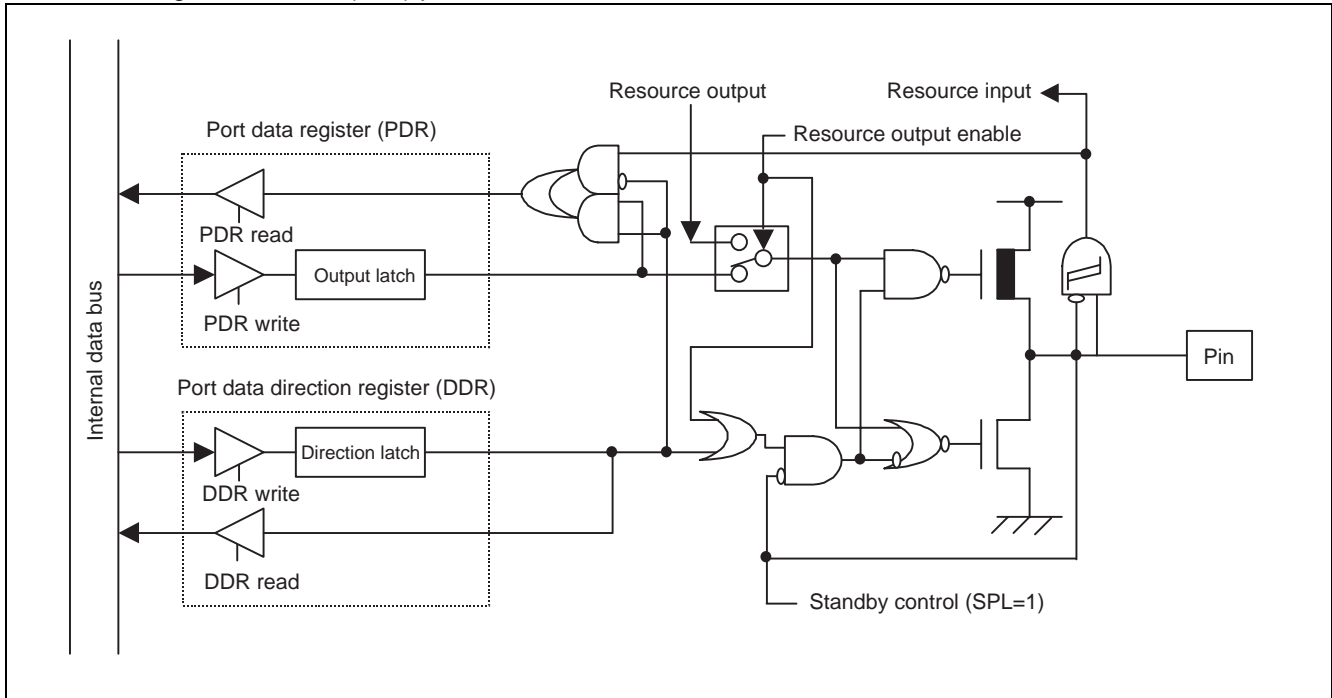 Resource output
Resource input
Port data register (PDR)
Resource output enable
PDR read
Output latch
PDR write
Internal data bus
Pin
Port data direction register (DDR)
Direction latch
DDR write
DDR read
Standby control (SPL=1)